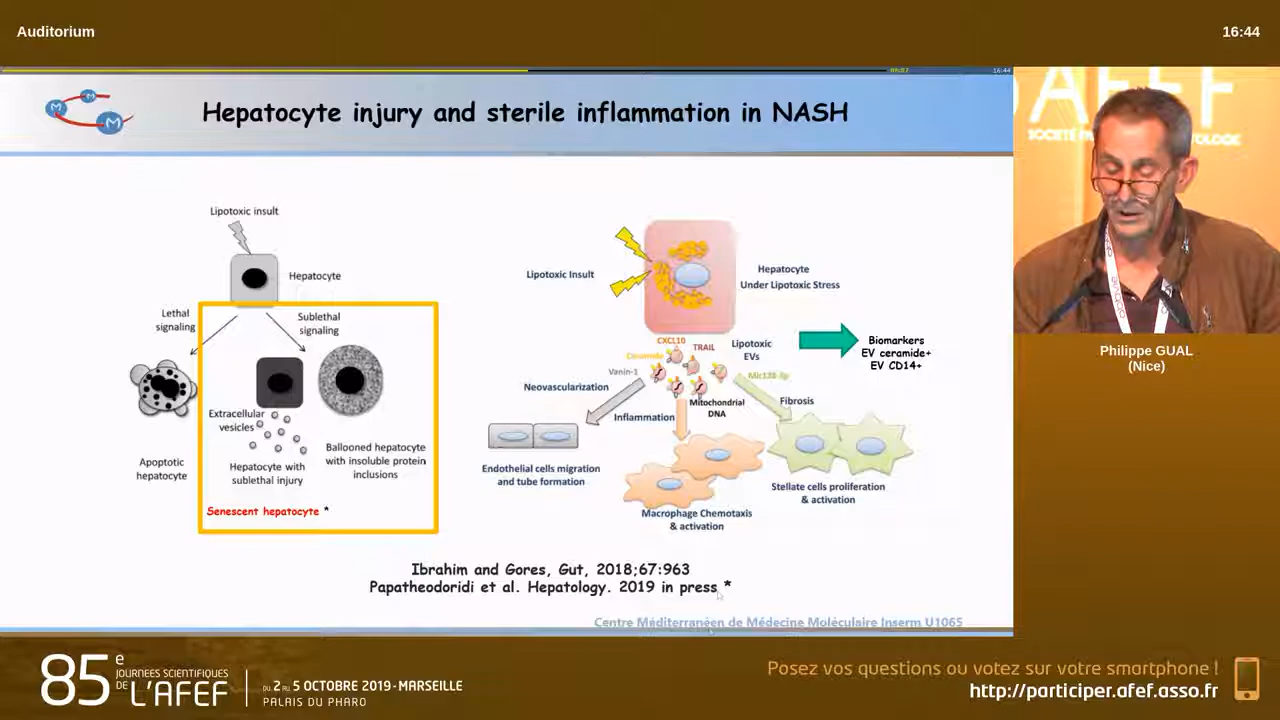 Auditorium
16:44
16:44
M
M
M
Hepatocyte injury and sterile inflammation in NASH
Lipotoxic insult
Hepatocyte
Lethal
signaling
Sublethal
signaling
Extracellular
vesicles
Apoptotic
hepatocyte
Hepatocyte with
sublethal injury
Ballooned hepatocyte
with insoluble protein
inclusions
Senescent hepatocyte *
Lipotoxic Insult
Hepatocyte
Under Lipotoxic Stress
CXCL10
TRAIL
Lipotoxic
EVs
Ceramide
Vanin-1
Mitochondrial
DNA
Neovascularization
Inflammation
Fibrosis
Biomarkers
EV ceramide+
EV CD14+
Endothelial cells migration
and tube formation
Macrophage Chemotaxis
& activation
Stellate cells proliferation
& activation
Ibrahim and Gores, Gut, 2018;67:963
Papatheodoridi et al. Hepatology. 2019 in press *
Centre Méditerranéen de Médecine Moléculaire Inserm U1065
AFEF
Philippe GUAL
(Nice)
85e
JOURNÉES SCIENTIFIQUES
DE L'AFEF
DU 2 AU 5 OCTOBRE 2019 - MARSEILLE
PALAIS DU PHARO
Posez vos questions ou votez sur votre smartphone !
http://participer.afef.asso.fr